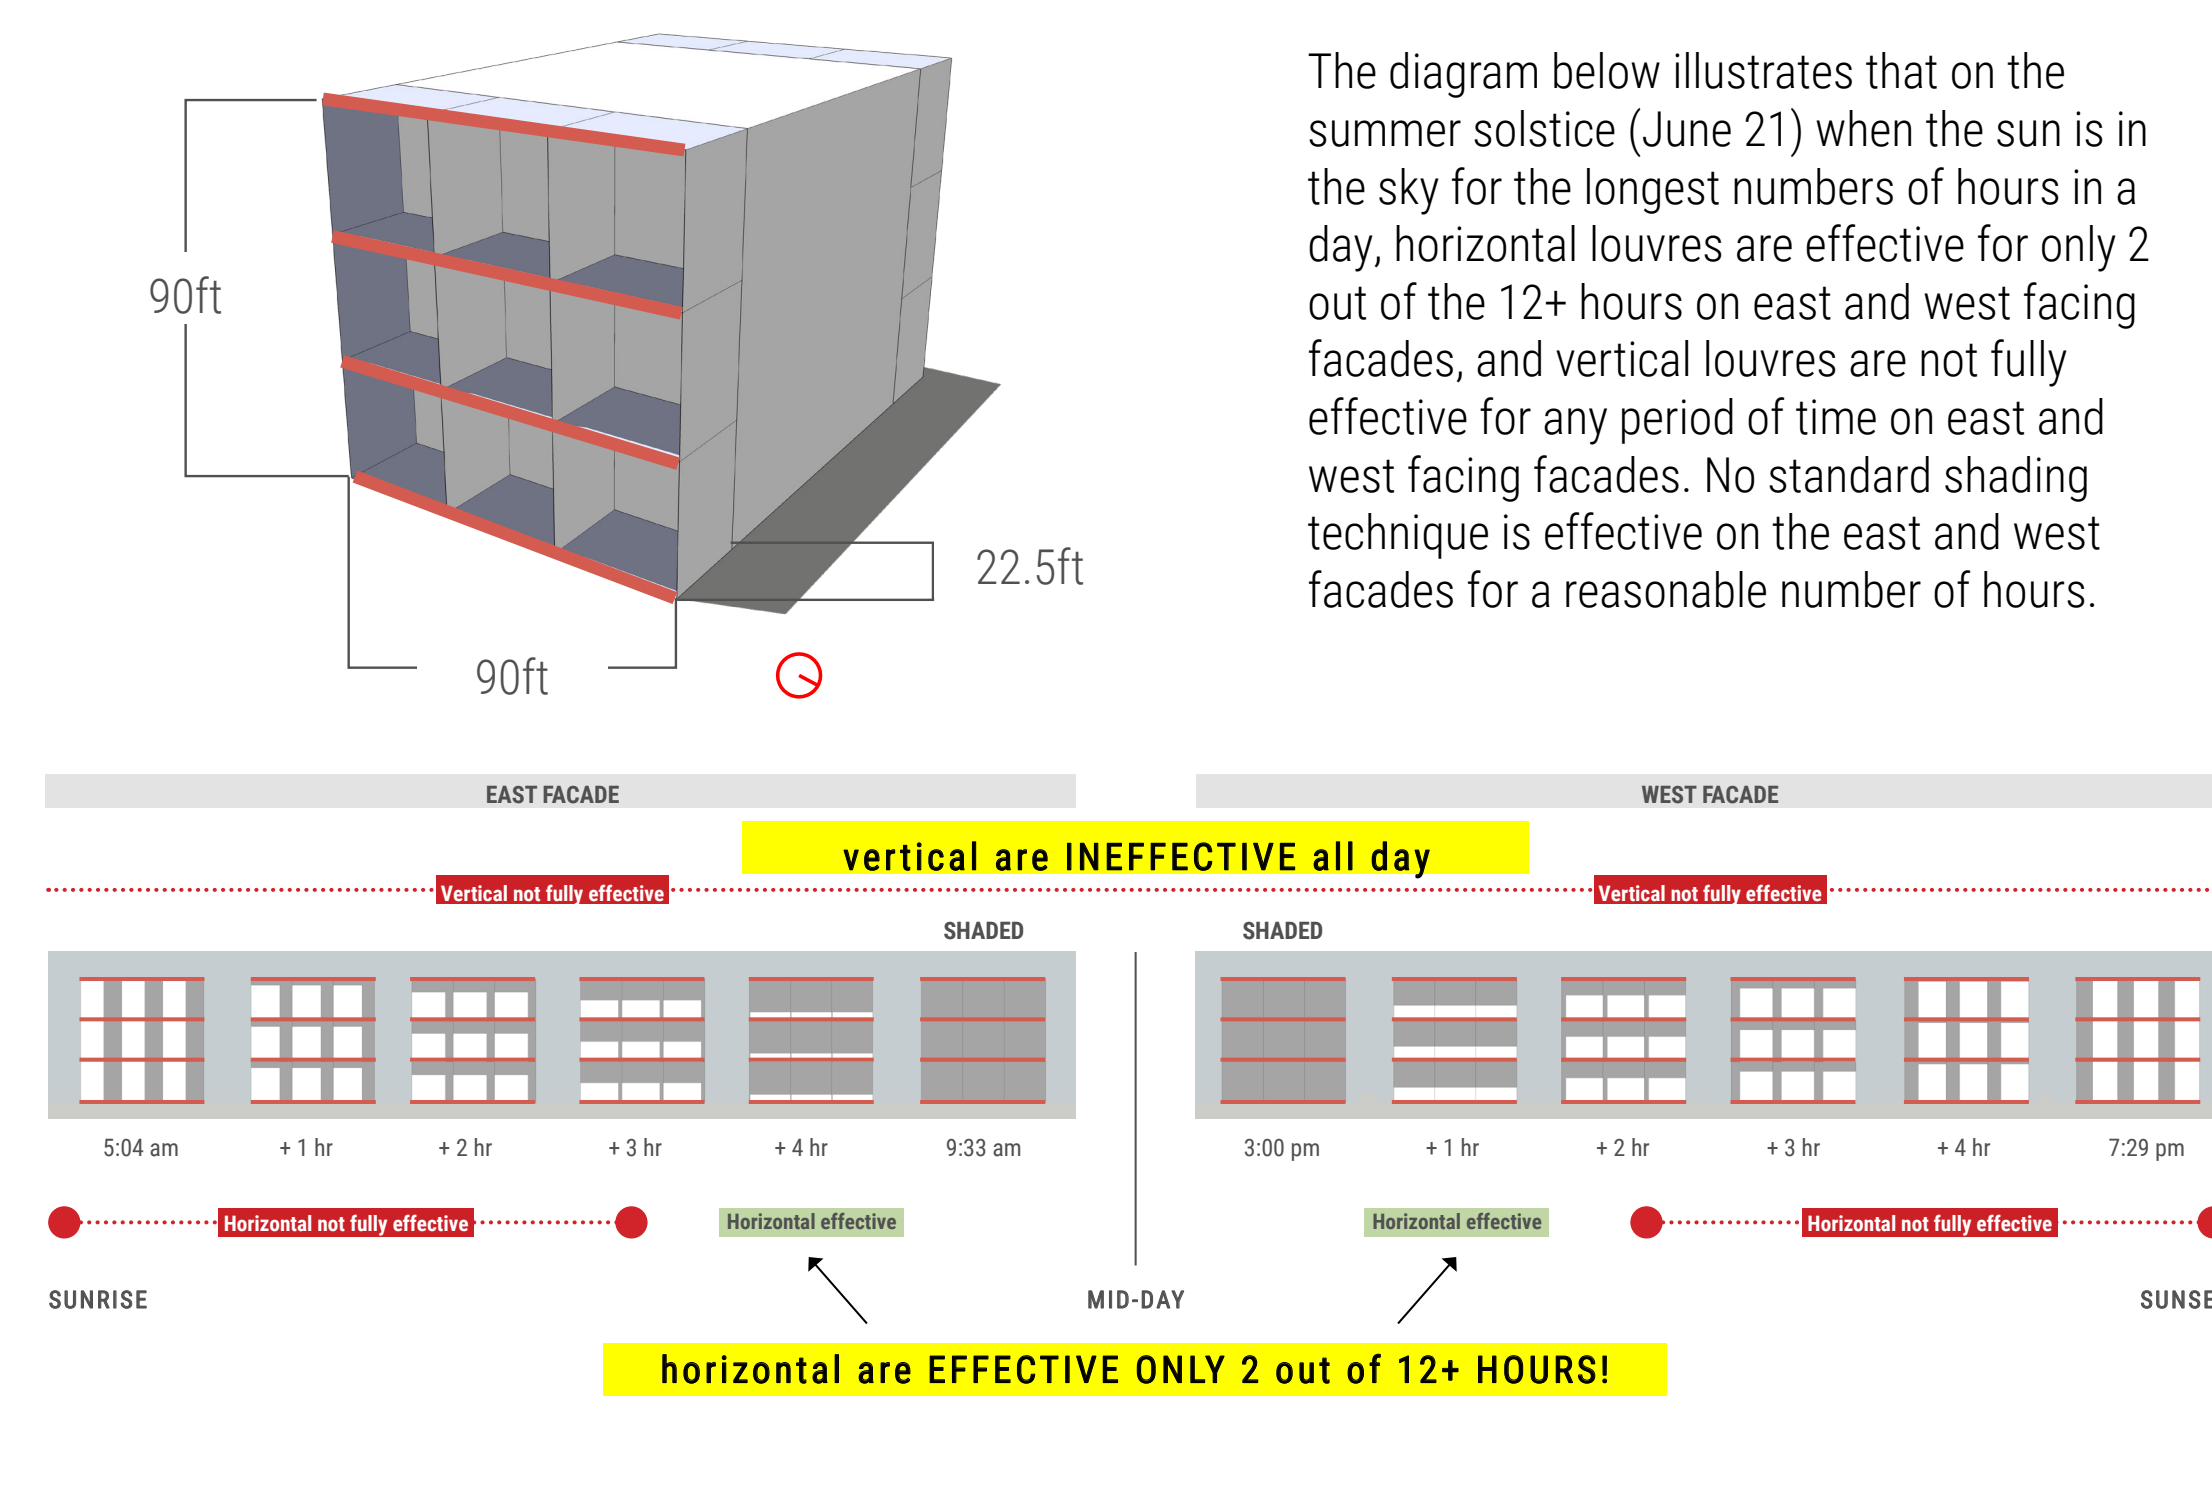 The diagram below illustrates that on the
summer solstice (June 21) when the sun is in
the sky for the longest numbers of hours in a
day, horizontal louvres are effective for only 2
out of the 12+ hours on east and west facing
facades, and vertical louvres are not fully
effective for any period of time on east and
west facing facades. No standard shading
technique is effective on the east and west
facades for a reasonable number of hours.
90ft
22.5ft
90ft
EAST FACADE
WEST FACADE
vertical are INEFFECTIVE all day
Vertical not fully effective
Vertical not fully effective
SHADED
SHADED
5:04 am
+ 1 hr
+ 2 hr
+ 3 hr
+ 4 hr
9:33 am
3:00 pm
+ 1 hr
+ 2 hr
+ 3 hr
+ 4 hr
7:29 pm
Horizontal not fully effective
Horizontal effective
Horizontal effective
Horizontal not fully effective
SUNRISE
MID-DAY
SUNSE
horizontal are EFFECTIVE ONLY 2 out of 12+ HOURS!